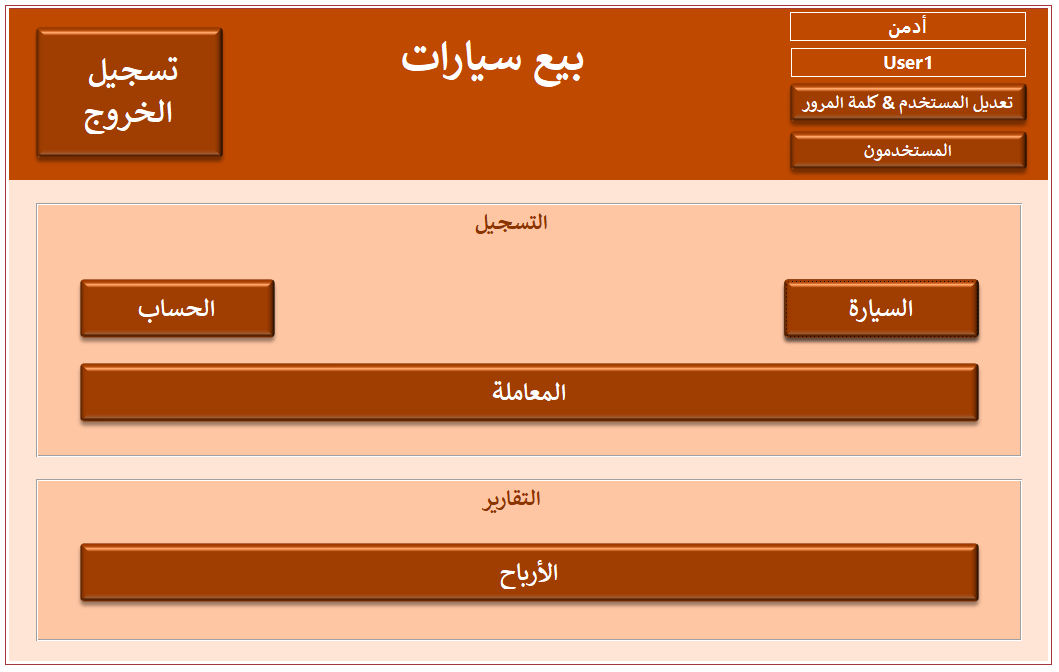 أدمن
User1
تعديل المستخدم & كلمة المرور
المستخدمون
بيع سيارات
تسجيل
الخروج
التسجيل
السيارة
الحساب
المعاملة
التقارير
الأرباح